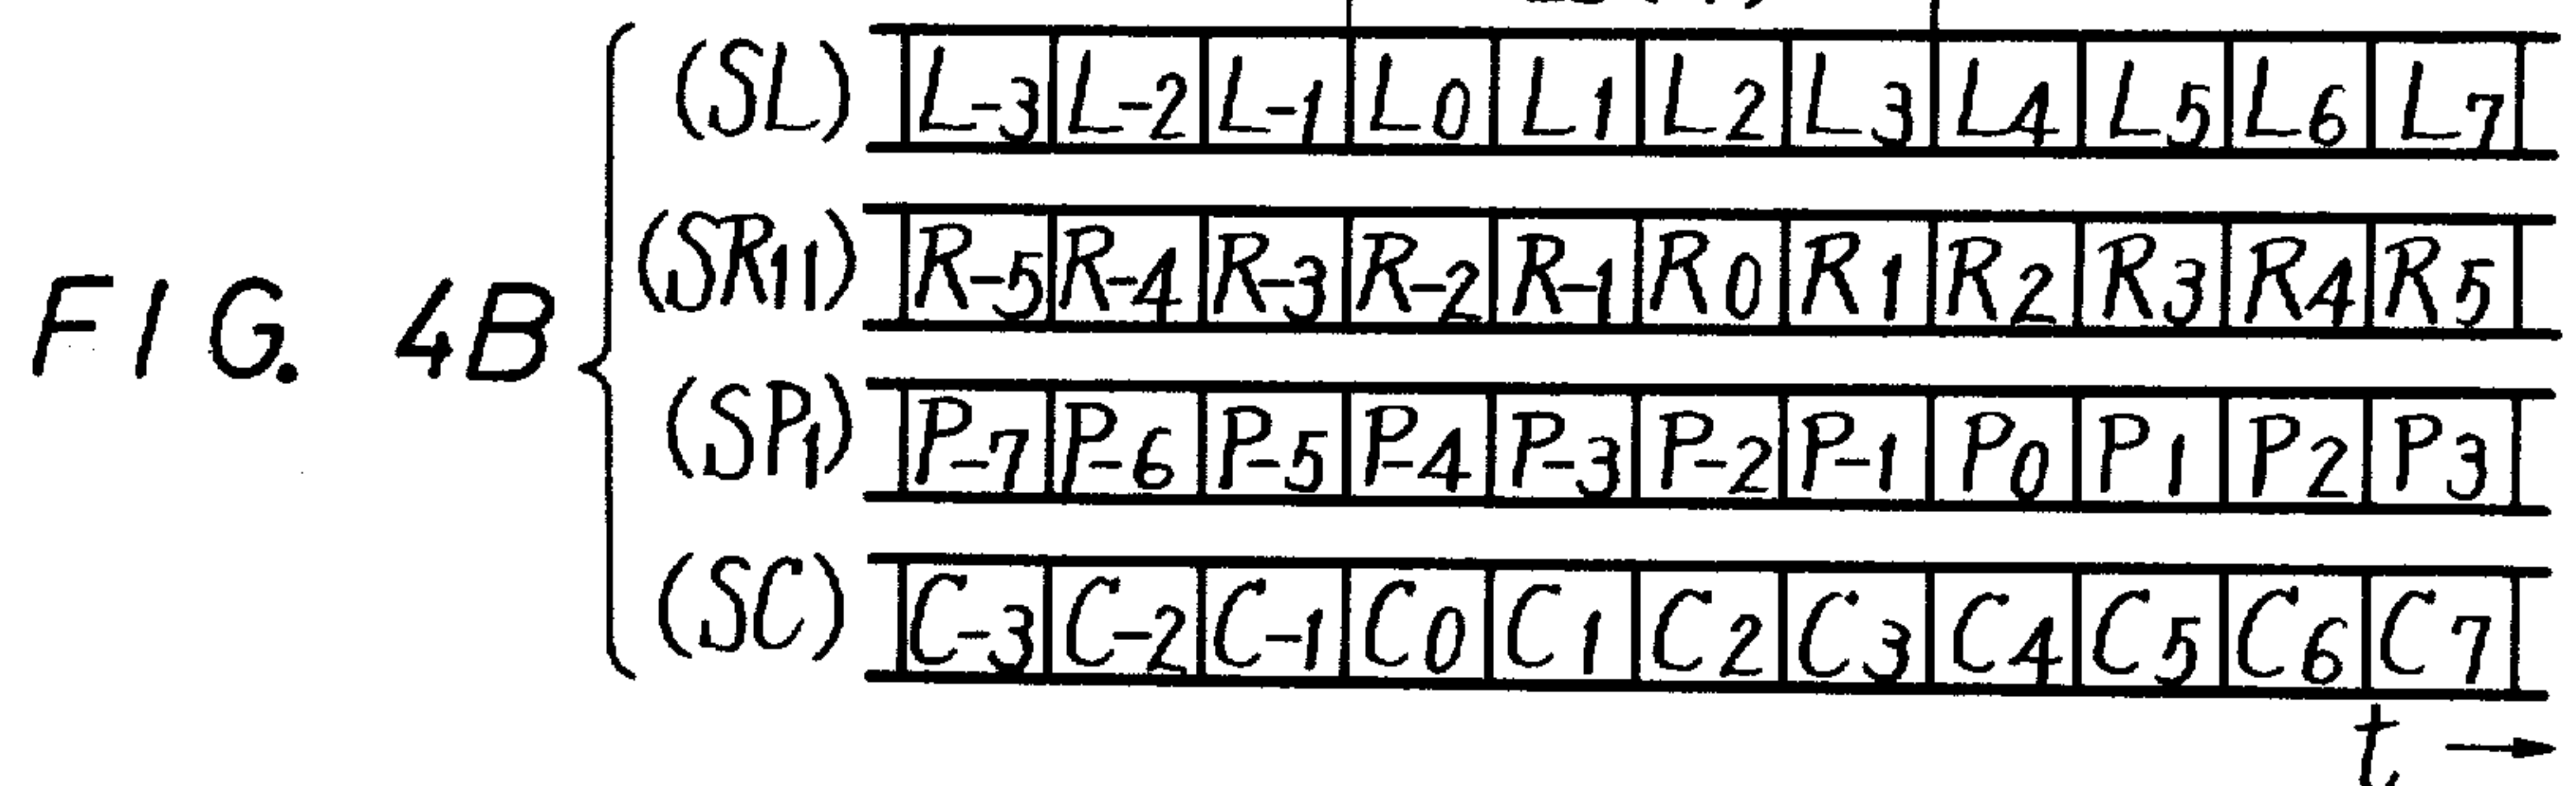 (SL) L-3 L-2 L-1 L0 L1 L2 L3 L4 L5 L6 L7
(SR11) R-5 R-4 R-3 R-2 R-1 R0 R1 R2 R3 R4 R5
FIG. 4B
(SP1) P-7 P-6 P-5 P-4 P-3 P-2 P-1 P0 P1 P2 P3
(SC) C-3 C-2 C-1 C0 C1 C2 C3 C4 C5 C6 C7
t